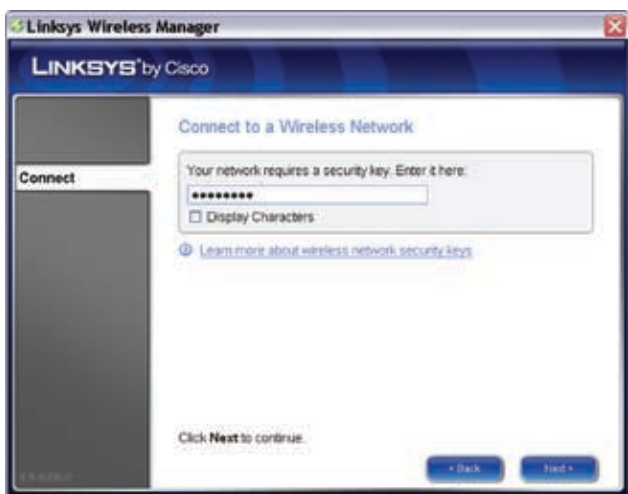 Linksys Wireless Manager
LINKSYS® by Cisco
Connect to a Wireless Network
Connect
Your network requires a security key. Enter it here:
••••••••
Display Characters
Learn more about wireless network security keys
Click Next to continue.
Back
Next